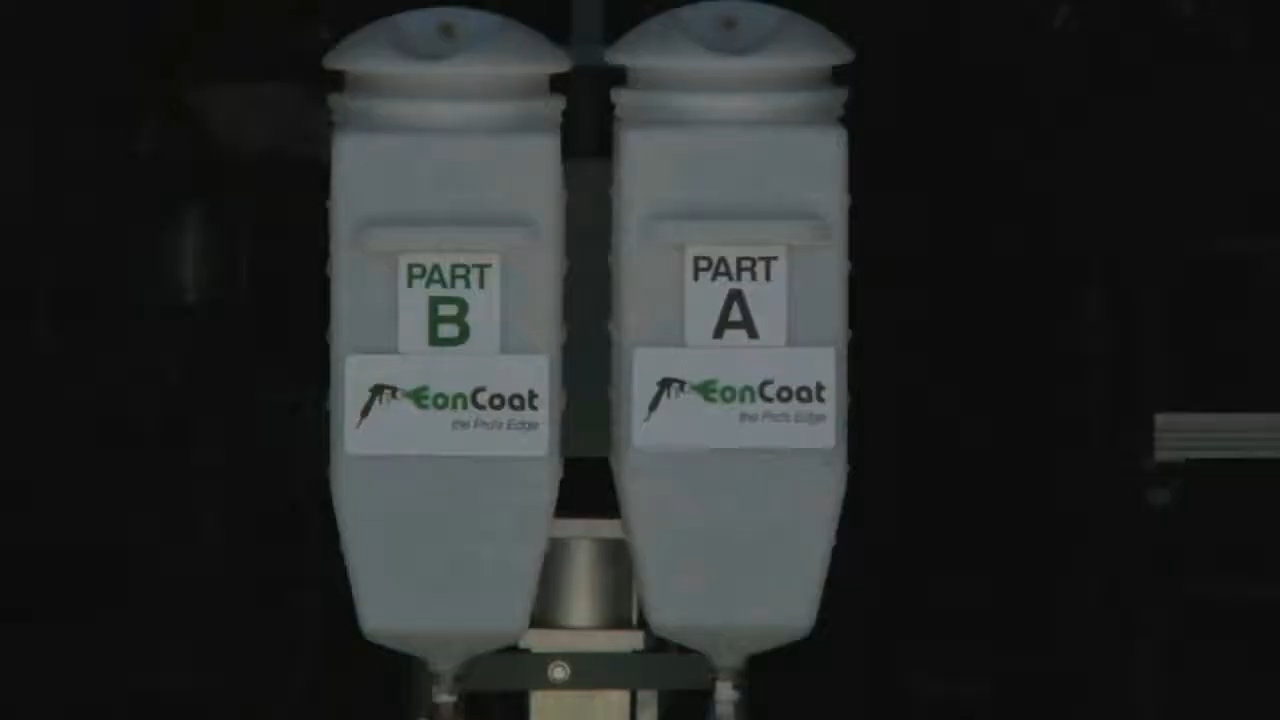 PART
B
EonCoat
the Pro's Edge
PART
A
EonCoat
the Pro's Edge